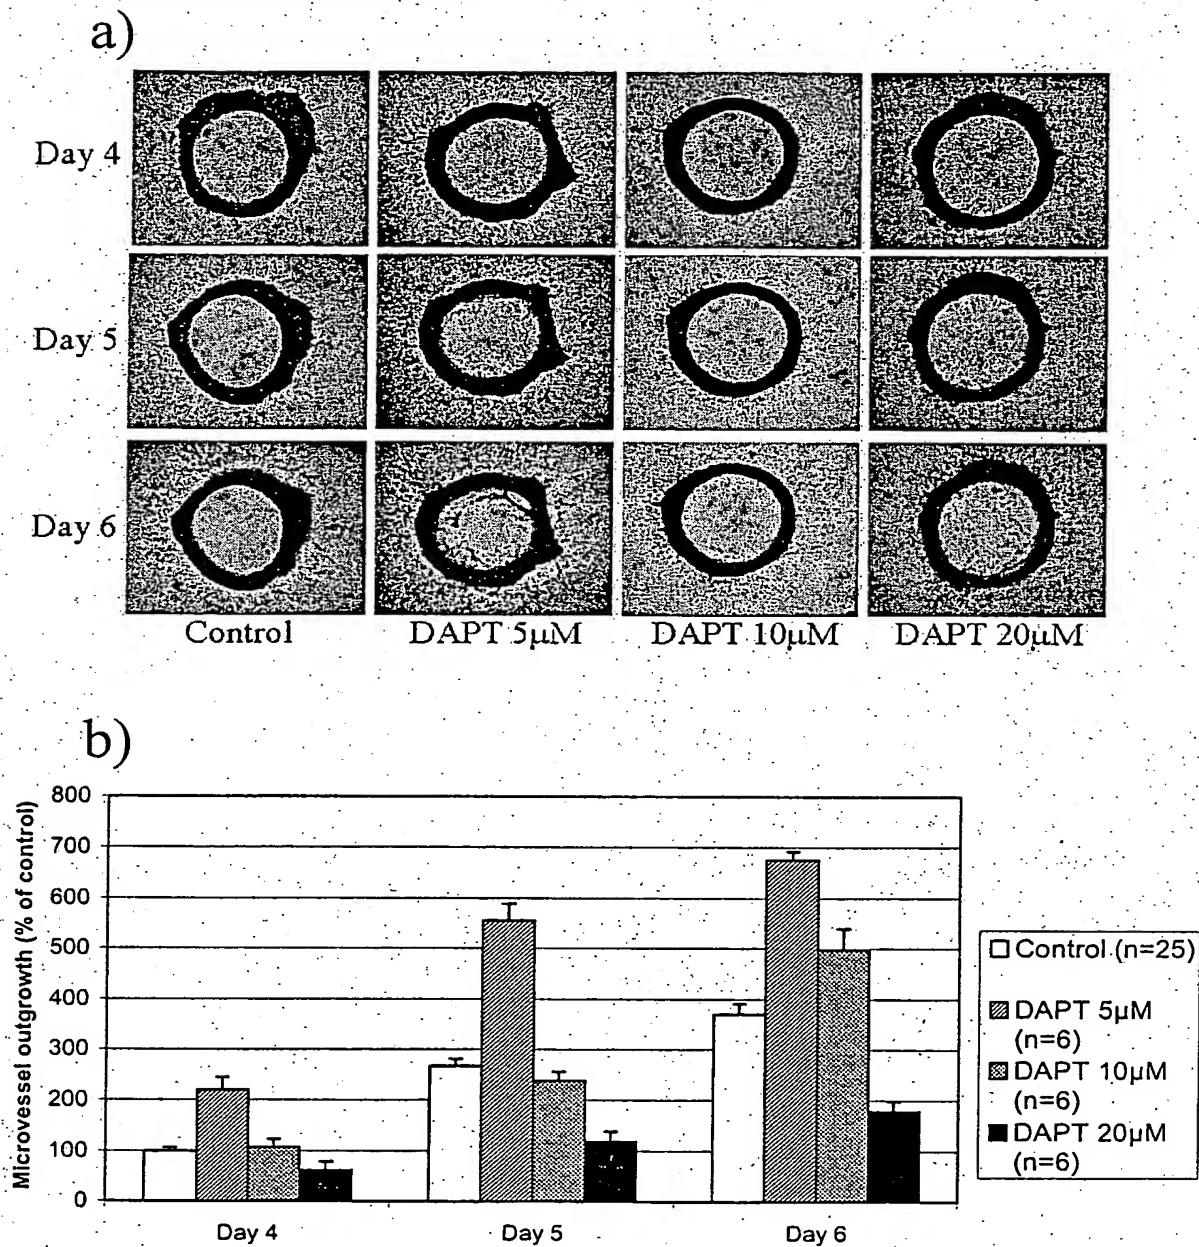 a)
Day 4
Day 5
Day 6
Control
DAPT 5µM
DAPT 10µM
DAPT 20µM
b)
Microvessel outgrowth (% of control)
800
700
600
500
400
300
200
100
0
Day 4
Day 5
Day 6
Control (n=25)
DAPT 5µM
(n=6)
DAPT 10µM
(n=6)
DAPT 20µM
(n=6)